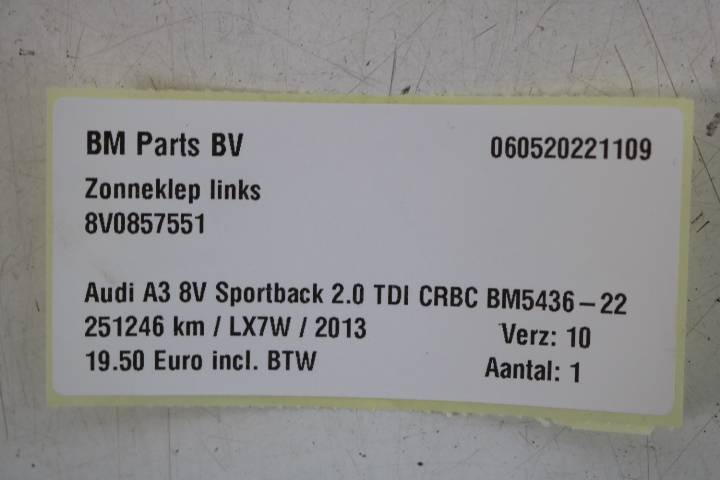 BM Parts BV 060520221109
Zonneklep links
8V0857551
Audi A3 8V Sportback 2.0 TDI CRBC BM5436-22
251246 km / LX7W / 2013 Verz: 10
19.50 Euro incl. BTW Aantal: 1